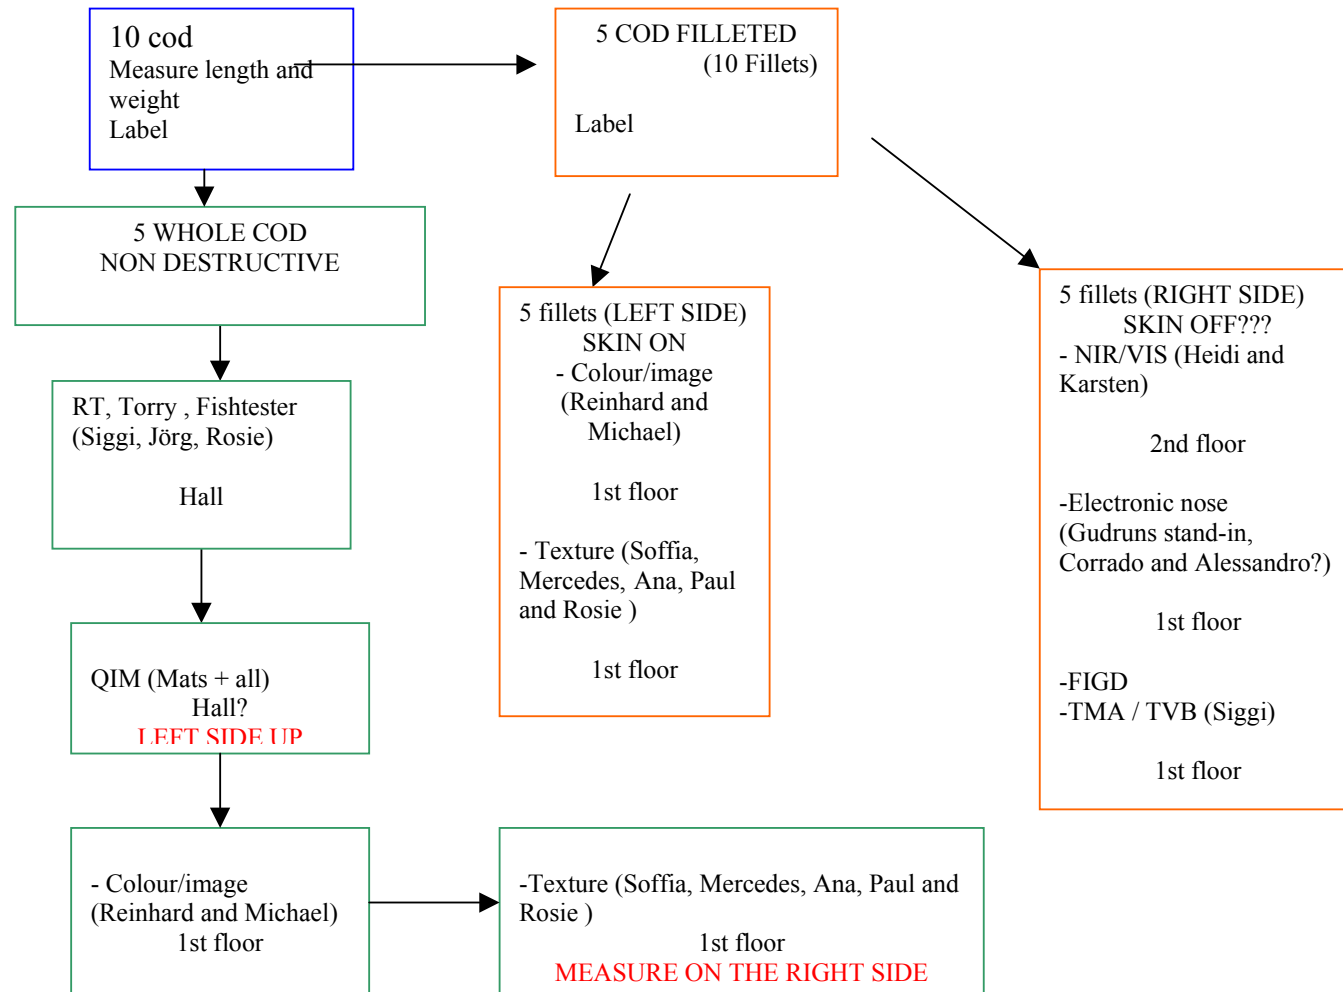 10 cod
Measure length and
weight
Label
5 COD FILLETED
(10 Fillets)
Label
5 WHOLE COD
NON DESTRUCTIVE
RT, Torry , Fishtester
(Siggi, Jörg, Rosie)
Hall
QIM (Mats + all)
Hall?
LEFT SIDE UP
- Colour/image
(Reinhard and Michael)
1st floor
-Texture (Soffia, Mercedes, Ana, Paul and
Rosie )
1st floor
MEASURE ON THE RIGHT SIDE
5 fillets (LEFT SIDE)
SKIN ON
- Colour/image
(Reinhard and
Michael)
1st floor
- Texture (Soffia,
Mercedes, Ana, Paul
and Rosie )
1st floor
5 fillets (RIGHT SIDE)
SKIN OFF???
- NIR/VIS (Heidi and
Karsten)
2nd floor
-Electronic nose
(Gudruns stand-in,
Corrado and Alessandro?)
1st floor
-FIGD
-TMA / TVB (Siggi)
1st floor